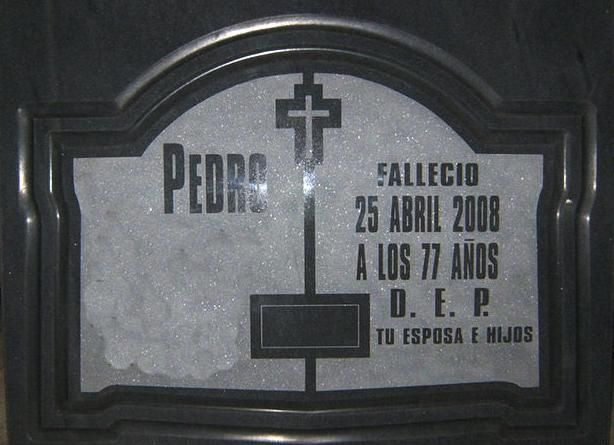 PEDRO
FALLECIO
25 ABRIL 2008
A LOS 77 AÑOS
D. E. P.
TU ESPOSA E HIJOS